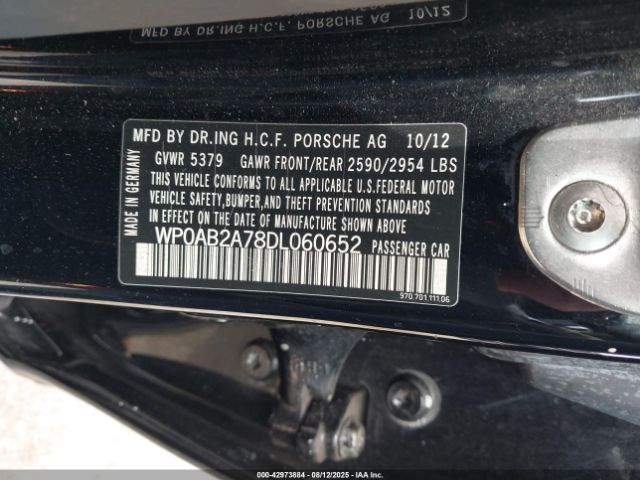 MFD BY DR.ING H.C.F. PORSCHE AG 10/12
MFD BY DR.ING H.C.F. PORSCHE AG 10/12
GVWR 5379 GAWR FRONT/REAR 2590/2954 LBS
THIS VEHICLE CONFORMS TO ALL APPLICABLE U.S.FEDERAL MOTOR
VEHICLE SAFETY,BUMPER,AND THEFT PREVENTION STANDARDS
IN EFFECT ON THE DATE OF MANUFACTURE SHOWN ABOVE.
WP0AB2A78DL060652 PASSENGER CAR
MADE IN GERMANY
970.701.111.06
000-42973884 - 08/12/2025 - IAAI, Inc.